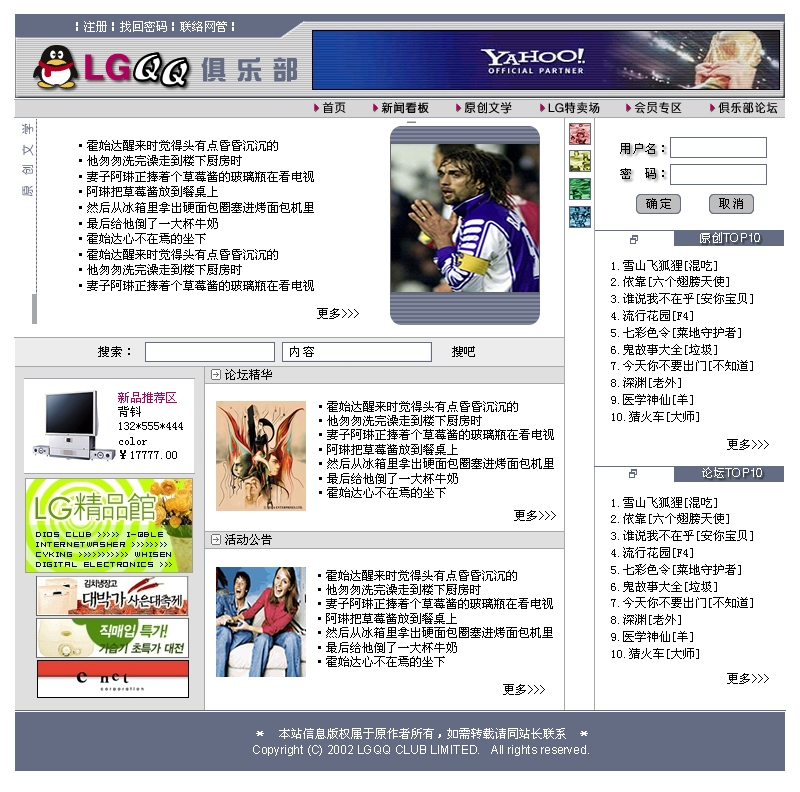 注册 找回密码 联络网管
LGQQ 俱乐部
YAHOO!
OFFICIAL PARTNER
首页 新闻看板 原创文学 LG特卖场 会员专区 俱乐部论坛
原创文学
霍始达醒来时觉得头有点昏昏沉沉的
他匆匆洗完澡走到楼下厨房时
妻子阿琳正捧着个草莓酱的玻璃瓶在看电视
阿琳把草莓酱放到餐桌上
然后从冰箱里拿出硬面包圈塞进烤面包机里
最后给他倒了一大杯牛奶
霍始达心不在焉的坐下
霍始达醒来时觉得头有点昏昏沉沉的
他匆匆洗完澡走到楼下厨房时
妻子阿琳正捧着个草莓酱的玻璃瓶在看电视
更多>>>
用户名：
密 码：
确定 取消
原创TOP10
1. 雪山飞狐狸[混吃]
2. 依靠[六个翅膀天使]
3. 谁说我不在乎[安你宝贝]
4. 流行花园[F4]
5. 七彩色令[菜地守护者]
6. 鬼故事大全[垃圾]
7. 今天你不要出门[不知道]
8. 深渊[老外]
9. 医学神仙[羊]
10. 猪火车[大师]
更多>>>
搜索： 内容 搜吧
新品推荐区
背钭
132*555*444
color
￥17777.00
LG精品館
DIOS CLUB >>>>> I-@BLE
INTERNETWASHER >>>>>>>
CYKING >>>>>>>>>>> WHISEN
DIGITAL ELECTRONICS >>>
김치냉장고
대박가 사은대축제
직매입 특가!
가습기 초특가 대전
e net
corporation
论坛精华
霍始达醒来时觉得头有点昏昏沉沉的
他匆匆洗完澡走到楼下厨房时
妻子阿琳正捧着个草莓酱的玻璃瓶在看电视
阿琳把草莓酱放到餐桌上
然后从冰箱里拿出硬面包圈塞进烤面包机里
最后给他倒了一大杯牛奶
霍始达心不在焉的坐下
更多>>>
活动公告
霍始达醒来时觉得头有点昏昏沉沉的
他匆匆洗完澡走到楼下厨房时
妻子阿琳正捧着个草莓酱的玻璃瓶在看电视
阿琳把草莓酱放到餐桌上
然后从冰箱里拿出硬面包圈塞进烤面包机里
最后给他倒了一大杯牛奶
霍始达心不在焉的坐下
更多>>>
论坛TOP10
1. 雪山飞狐狸[混吃]
2. 依靠[六个翅膀天使]
3. 谁说我不在乎[安你宝贝]
4. 流行花园[F4]
5. 七彩色令[菜地守护者]
6. 鬼故事大全[垃圾]
7. 今天你不要出门[不知道]
8. 深渊[老外]
9. 医学神仙[羊]
10. 猪火车[大师]
更多>>>
* 本站信息版权属于原作者所有，如需转载请同站长联系 *
Copyright (C) 2002 LGQQ CLUB LIMITED. All rights reserved.